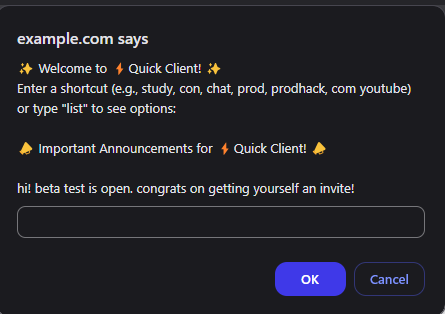 example.com says
✨ Welcome to ⚡Quick Client! ✨
Enter a shortcut (e.g., study, con, chat, prod, prodhack, com youtube)
or type "list" to see options:
📣 Important Announcements for ⚡Quick Client! 📣
hi! beta test is open. congrats on getting yourself an invite!
OK
Cancel